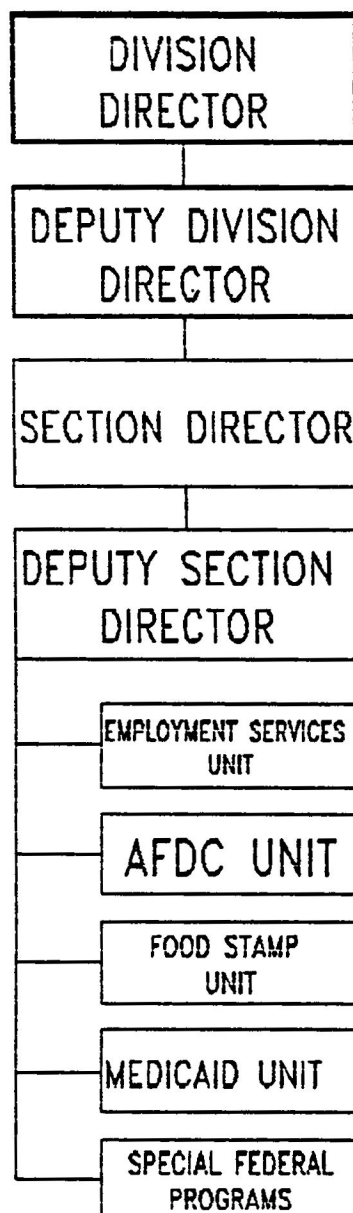 DIVISION
DIRECTOR
DEPUTY DIVISION
DIRECTOR
SECTION DIRECTOR
DEPUTY SECTION
DIRECTOR
EMPLOYMENT SERVICES
UNIT
AFDC UNIT
FOOD STAMP
UNIT
MEDICAID UNIT
SPECIAL FEDERAL
PROGRAMS